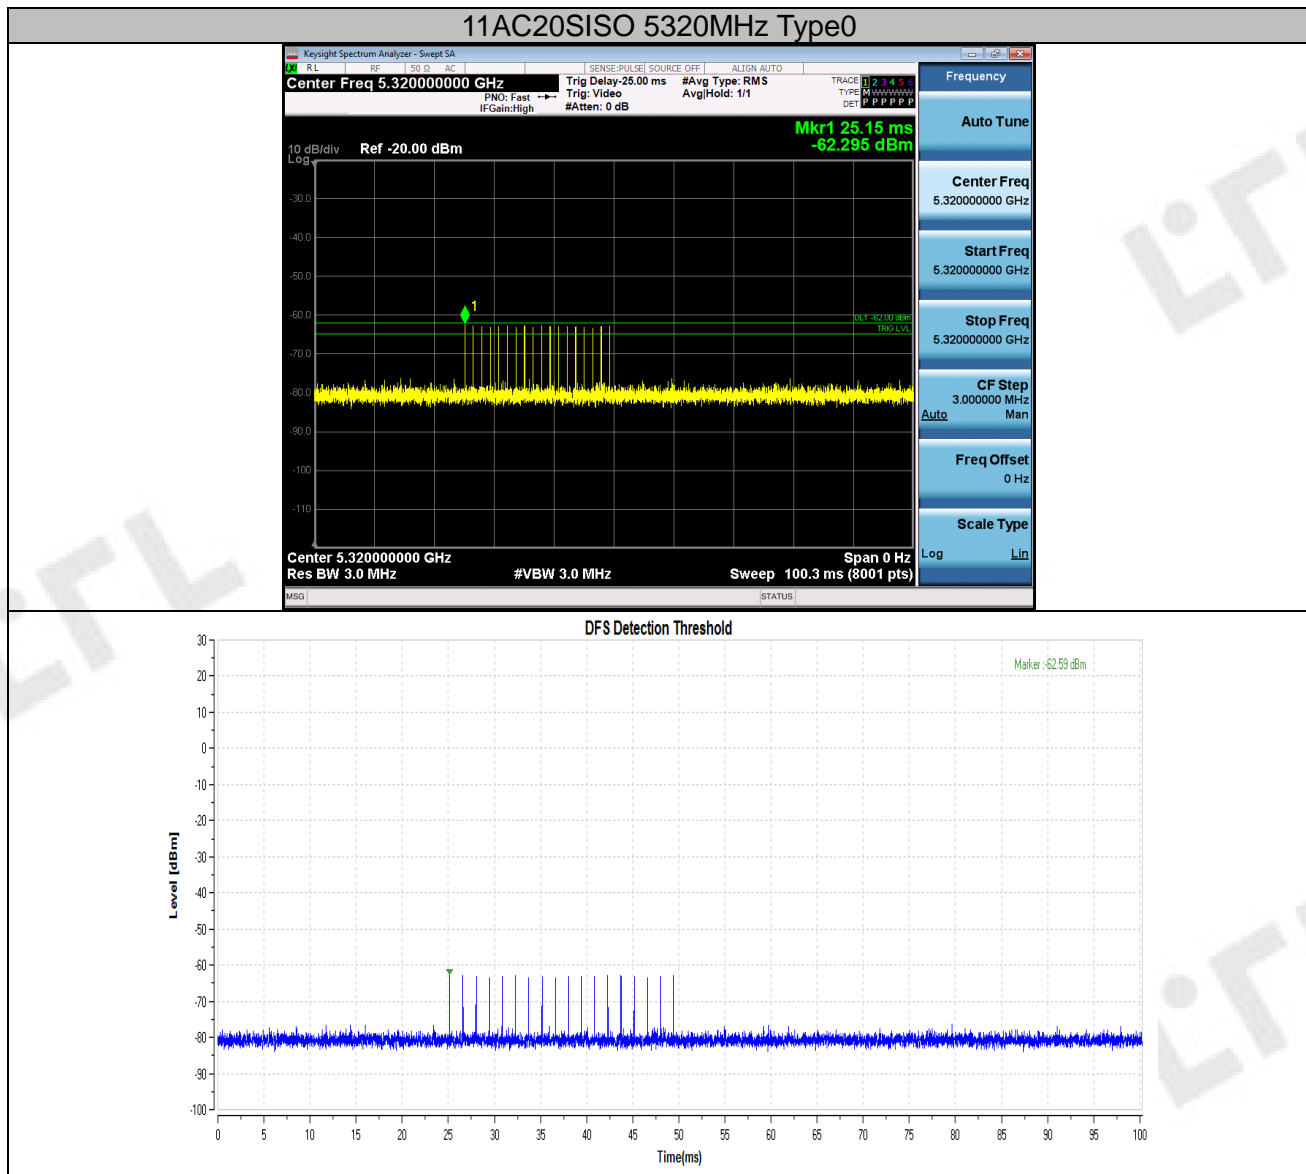 11AC20SISO 5320MHz Type0
Keysight Spectrum Analyzer - Swept SA
RL RF 50 Ω AC SENSE:PULSE SOURCE OFF ALIGN AUTO
Center Freq 5.320000000 GHz
PNO: Fast
IFGain:High
Trig Delay-25.00 ms
Trig: Video
#Atten: 0 dB
#Avg Type: RMS
Avg|Hold: 1/1
TRACE 1 2 3 4 5 6
TYPE M
DET P P P P P P
Mkr1 25.15 ms
-62.295 dBm
10 dB/div Ref -20.00 dBm
Log
-30.0
-40.0
-50.0
-60.0
-70.0
-80.0
-90.0
-100
-110
1
DL1 -62.00 dBm
TRIG LVL
Center 5.320000000 GHz Span 0 Hz
Res BW 3.0 MHz #VBW 3.0 MHz Sweep 100.3 ms (8001 pts)
MSG STATUS
Frequency
Auto Tune
Center Freq
5.320000000 GHz
Start Freq
5.320000000 GHz
Stop Freq
5.320000000 GHz
CF Step
3.000000 MHz
Auto Man
Freq Offset
0 Hz
Scale Type
Log Lin
DFS Detection Threshold
Marker :-62.59 dBm
30
20
10
0
-10
-20
-30
-40
-50
-60
-70
-80
-90
-100
Level [dBm]
0 5 10 15 20 25 30 35 40 45 50 55 60 65 70 75 80 85 90 95 100
Time(ms)